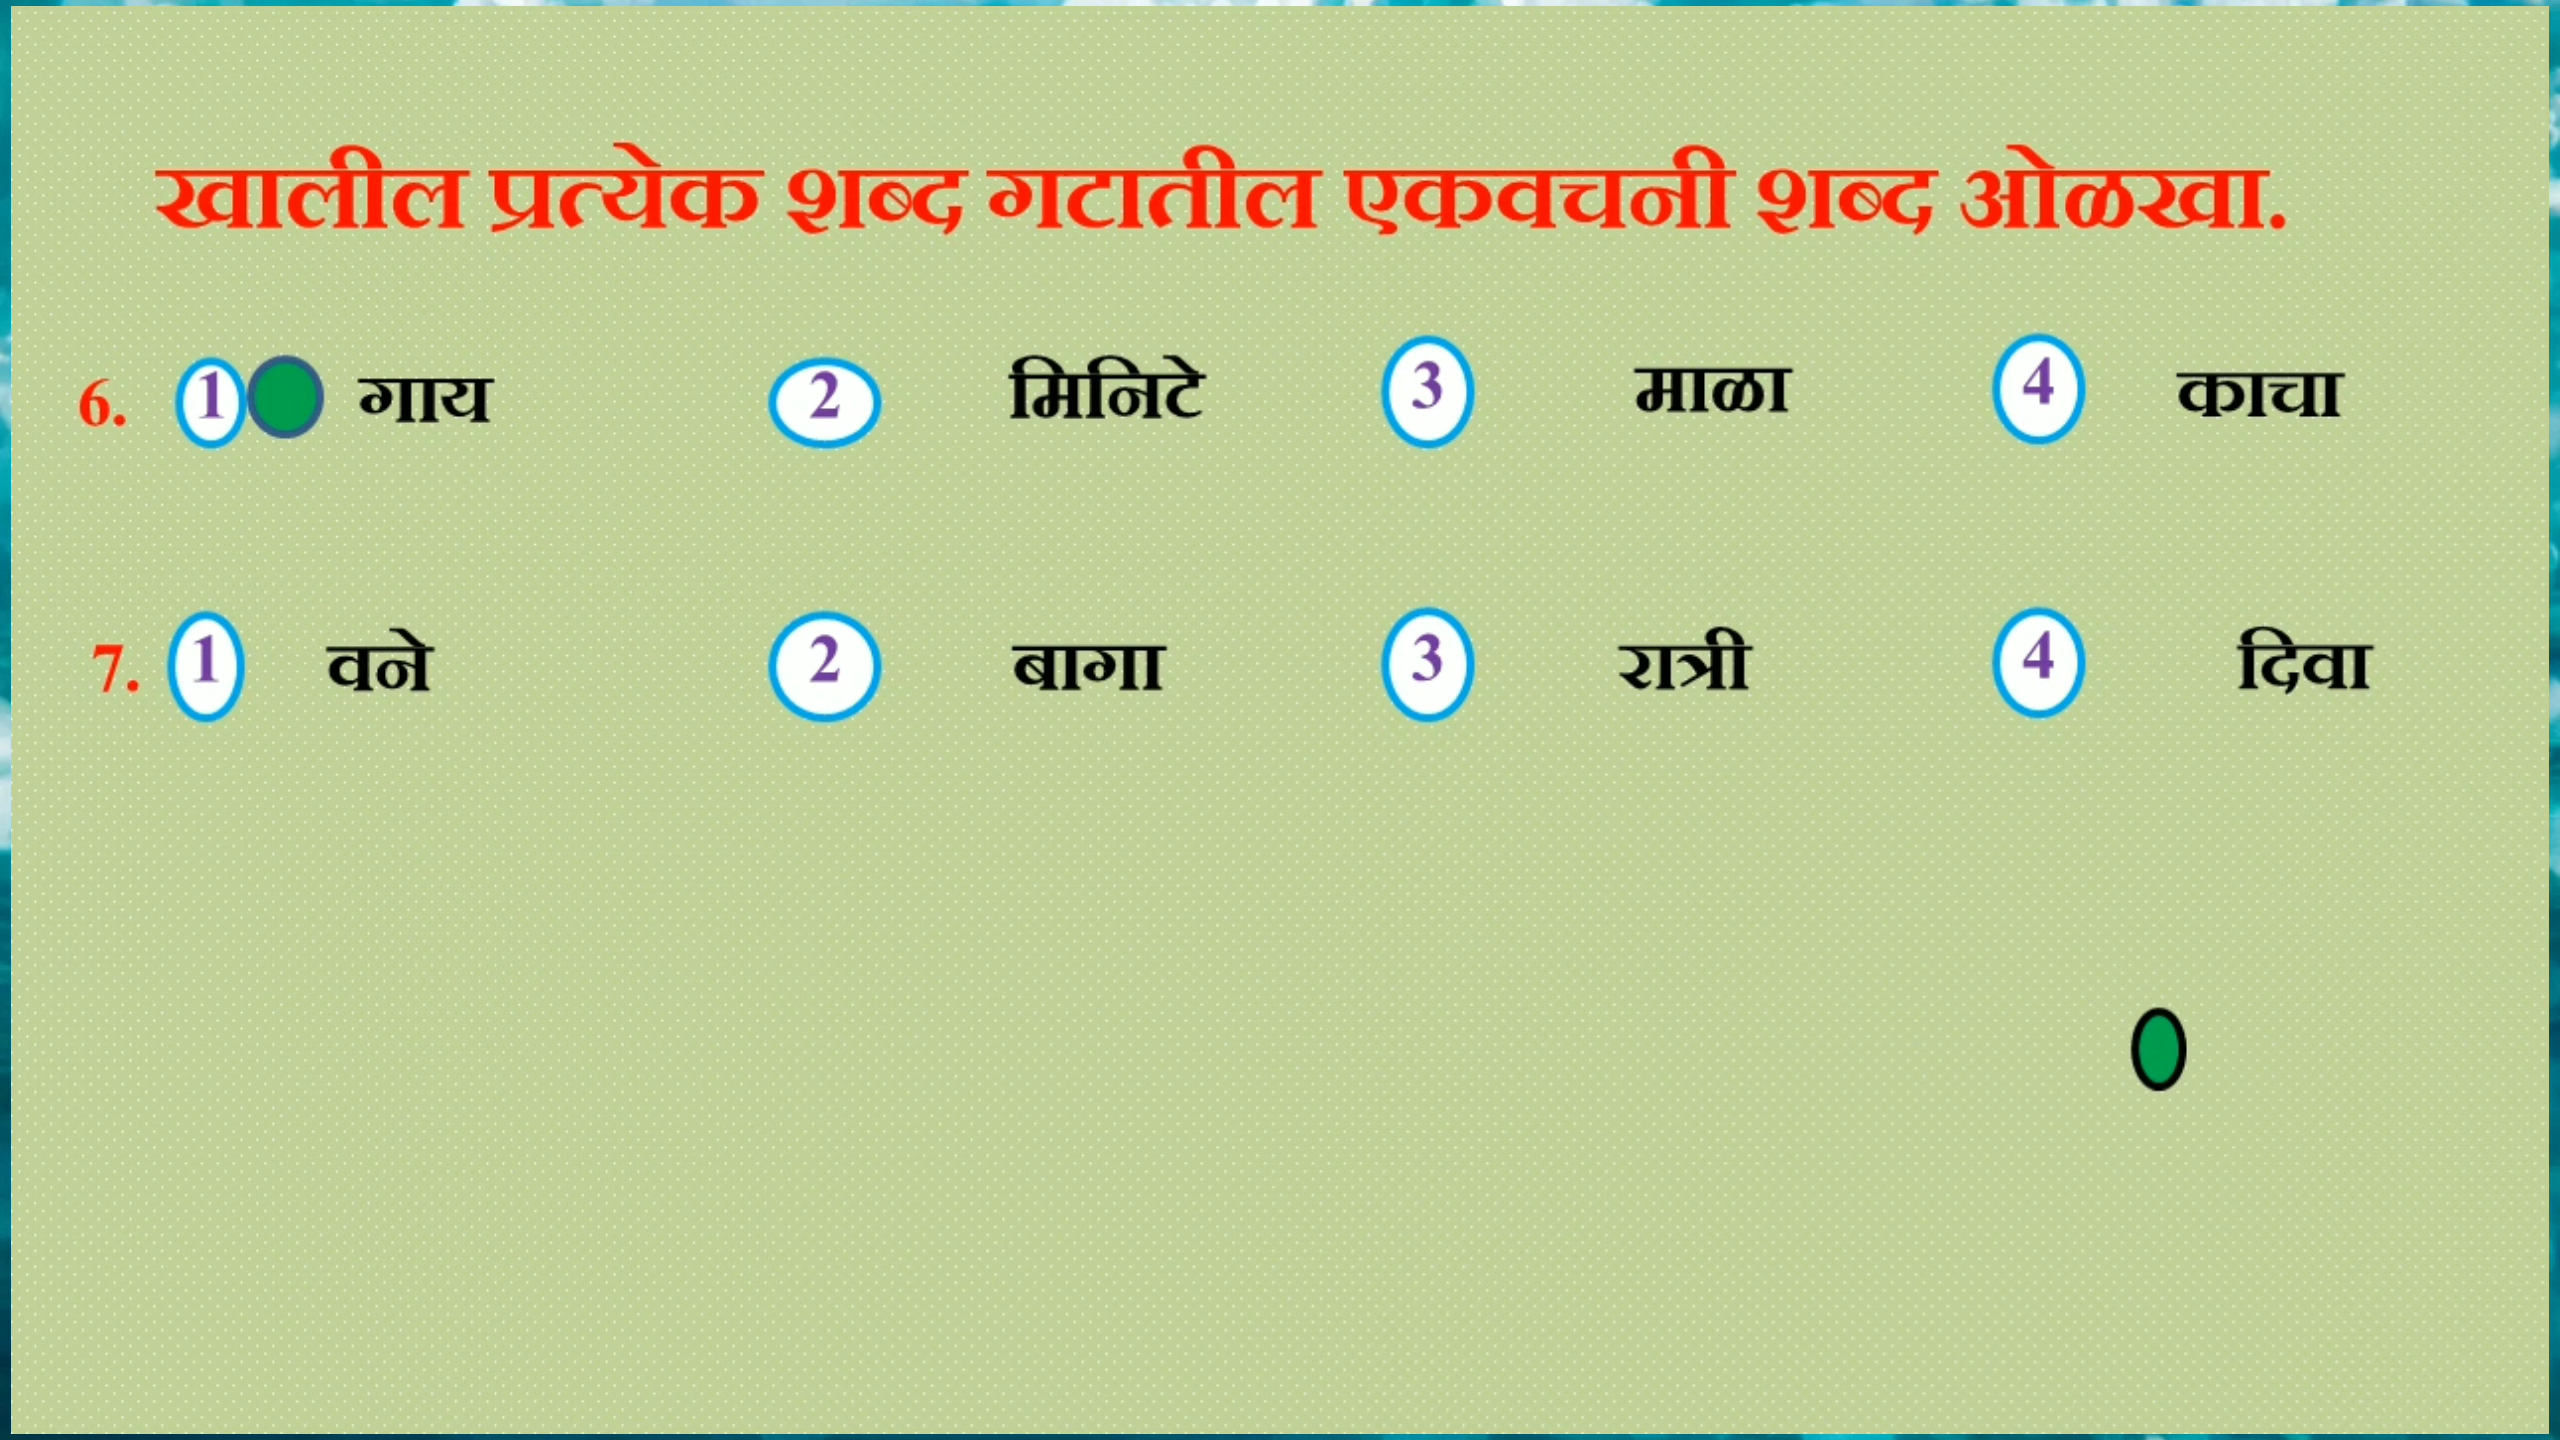 खालील प्रत्येक शब्द गटातील एकवचनी शब्द ओळखा.
6. 1 गाय 2 मिनिटे 3 माळा 4 काचा
7. 1 वने 2 बागा 3 रात्री 4 दिवा